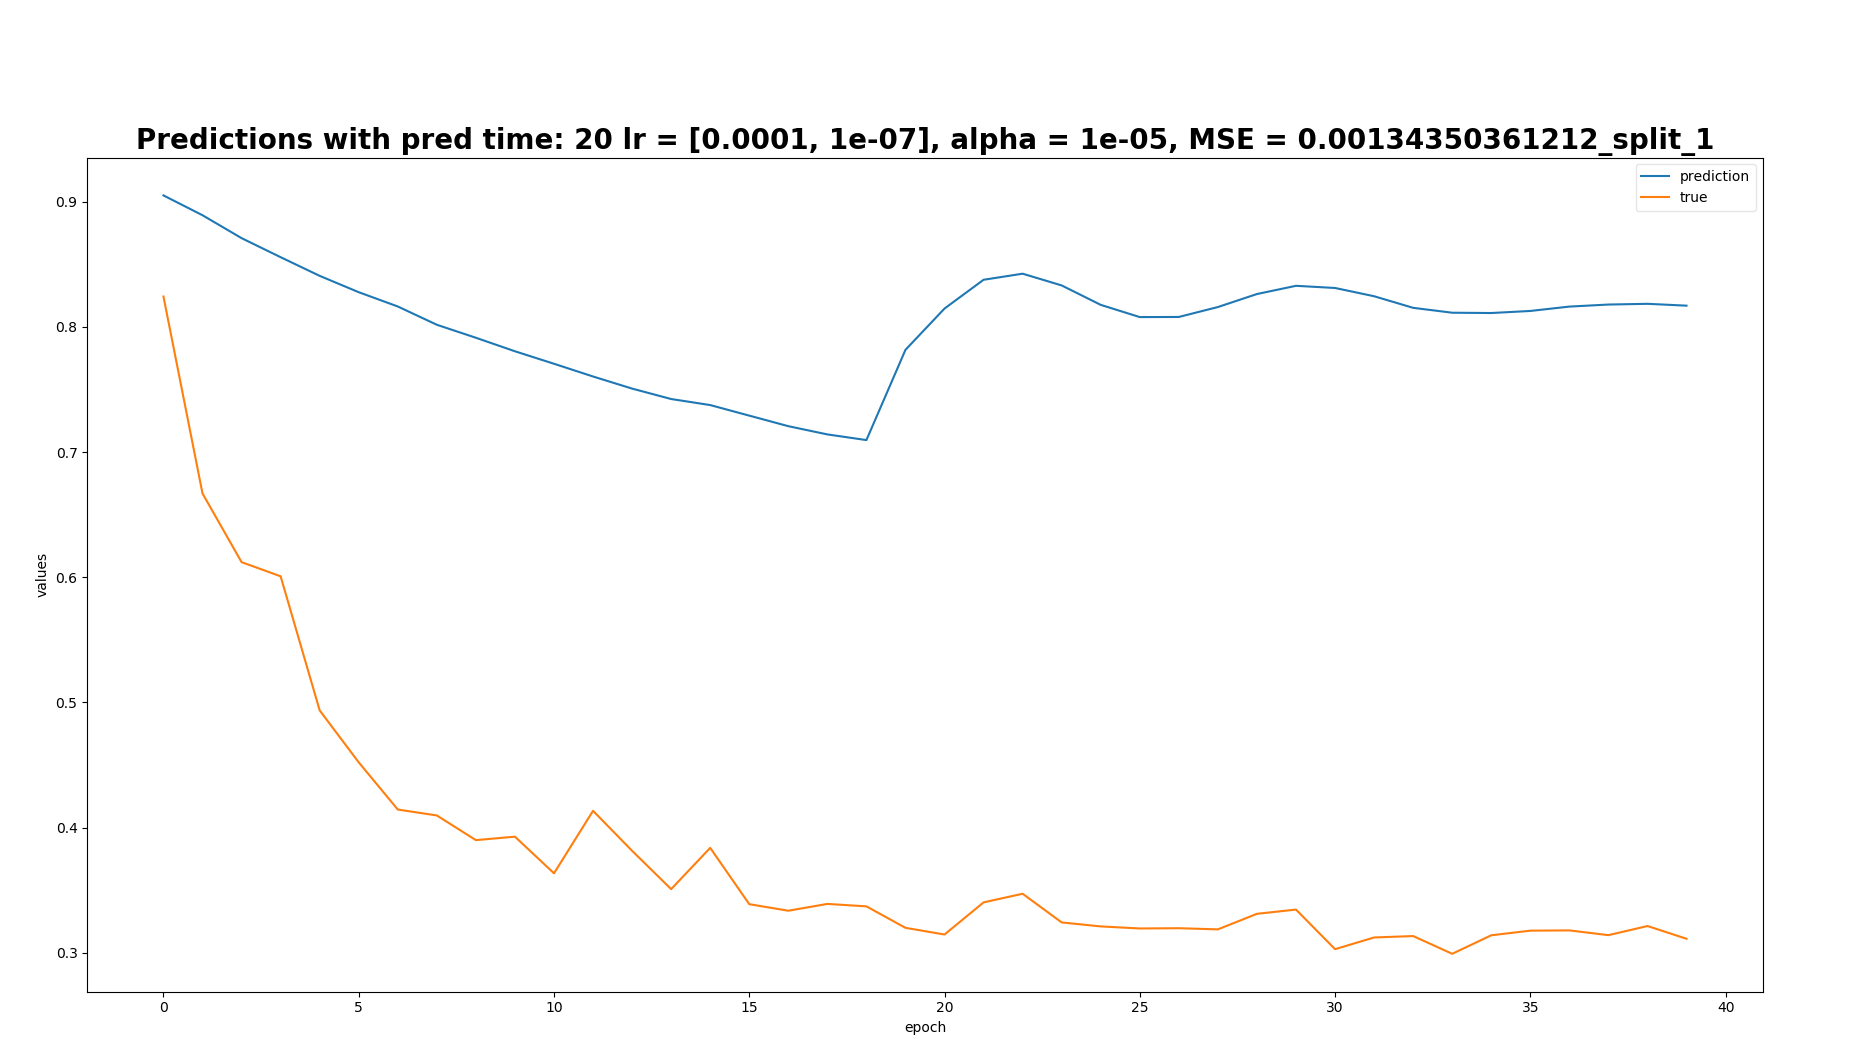 Predictions with pred time: 20 lr = [0.0001, 1e-07], alpha = 1e-05, MSE = 0.00134350361212_split_1
prediction
true
0.9
0.8
0.7
0.6
0.5
0.4
0.3
values
0 5 10 15 20 25 30 35 40
epoch